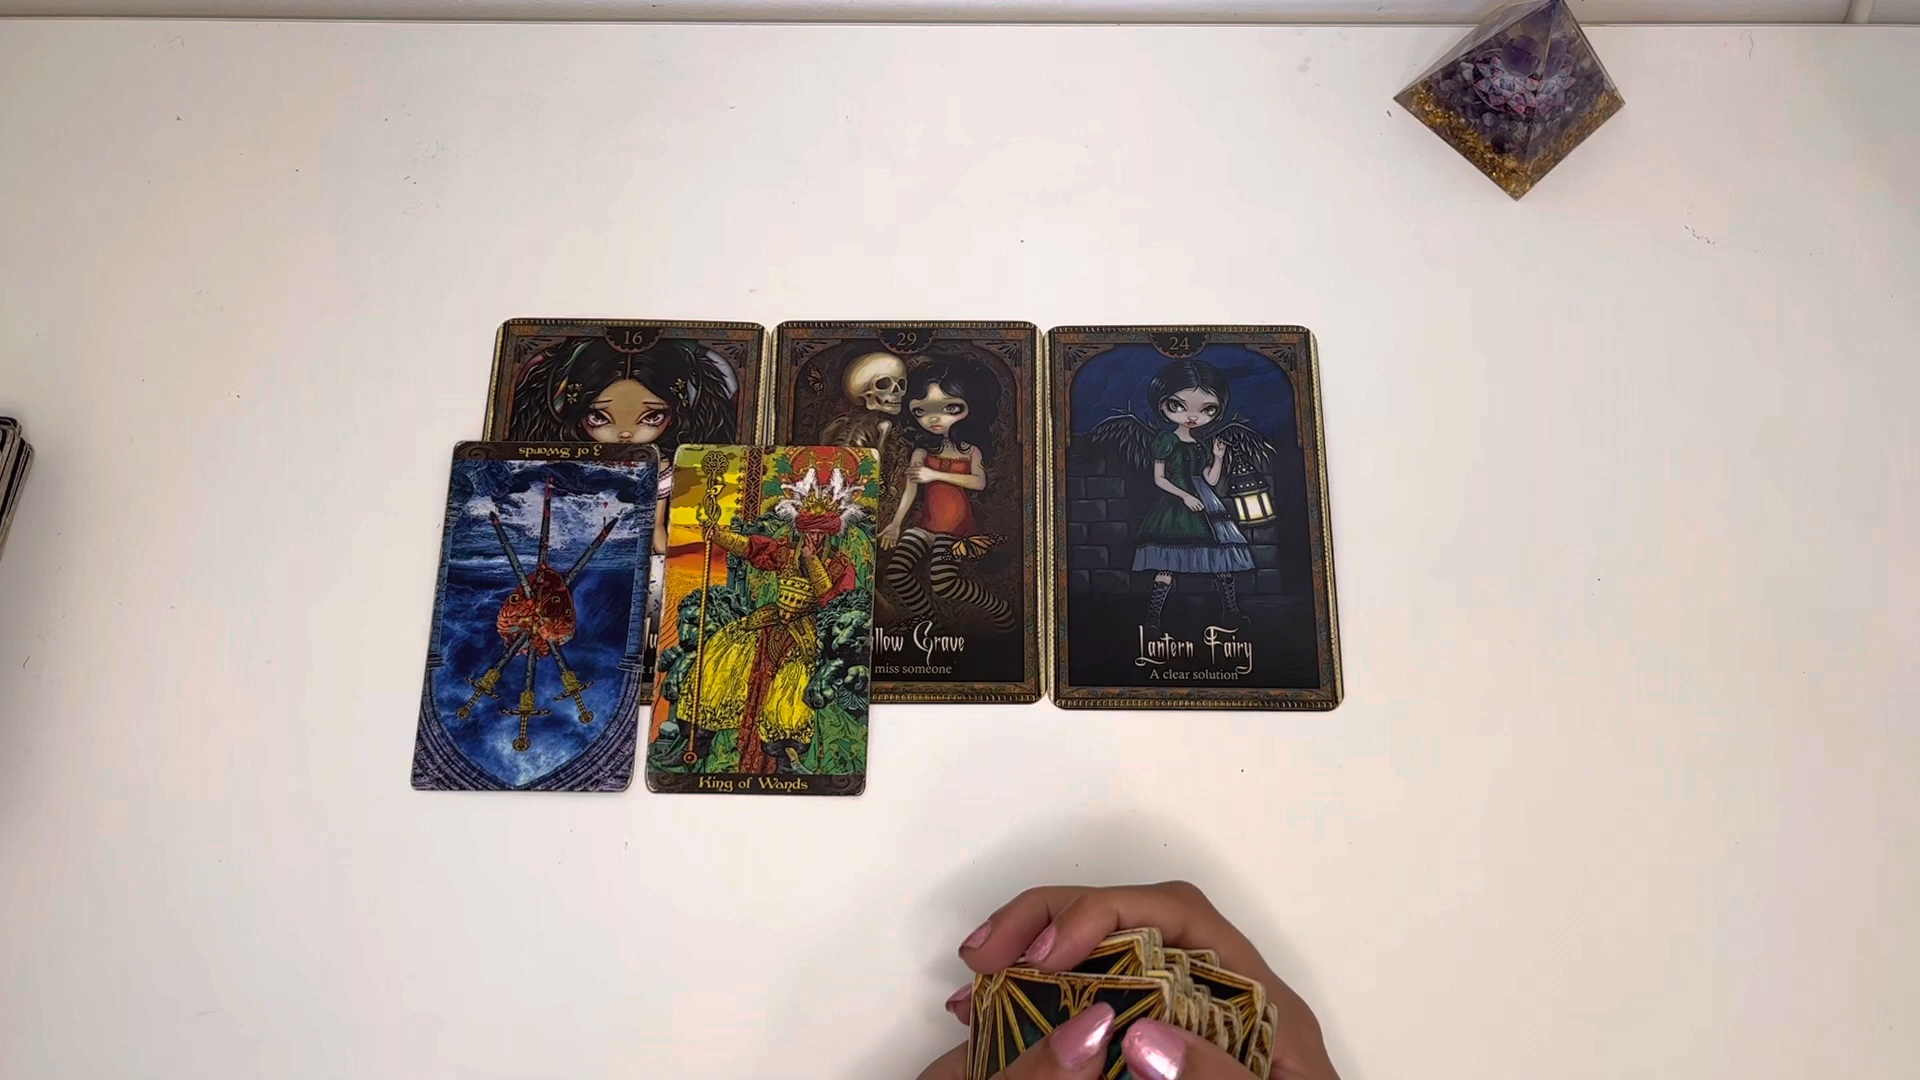 16
29
24
3 of Swords
King of Wands
llow Grave
miss someone
Lantern Fairy
A clear solution